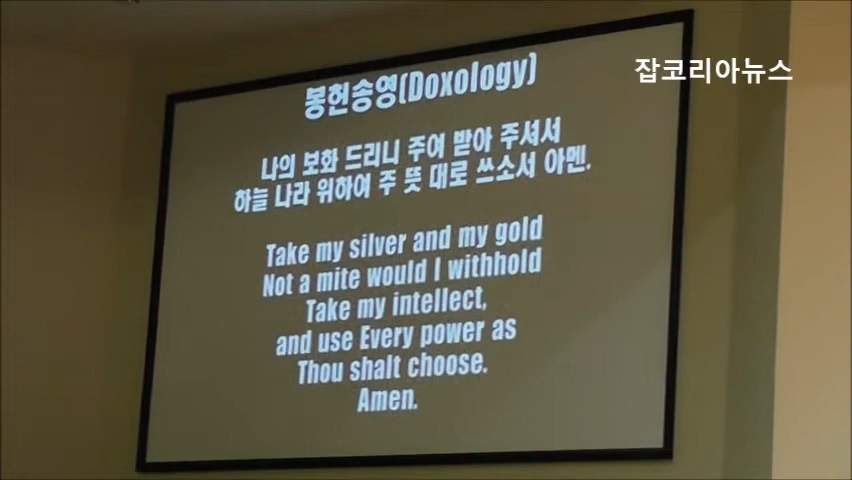 잡코리아뉴스
봉헌송영(Doxology)
나의 보화 드리니 주여 받아 주셔서
하늘 나라 위하여 주 뜻 대로 쓰소서 아멘.
Take my silver and my gold
Not a mite would I withhold
Take my intellect,
and use Every power as
Thou shalt choose.
Amen.